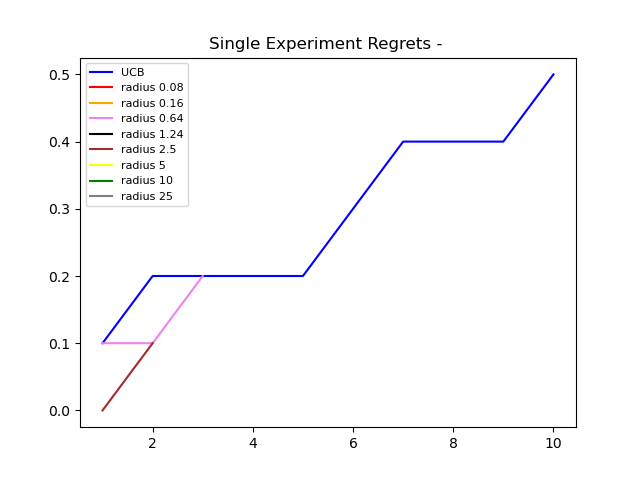 Single Experiment Regrets -
0.5
0.4
0.3
0.2
0.1
0.0
UCB
radius 0.08
radius 0.16
radius 0.64
radius 1.24
radius 2.5
radius 5
radius 10
radius 25
2 4 6 8 10